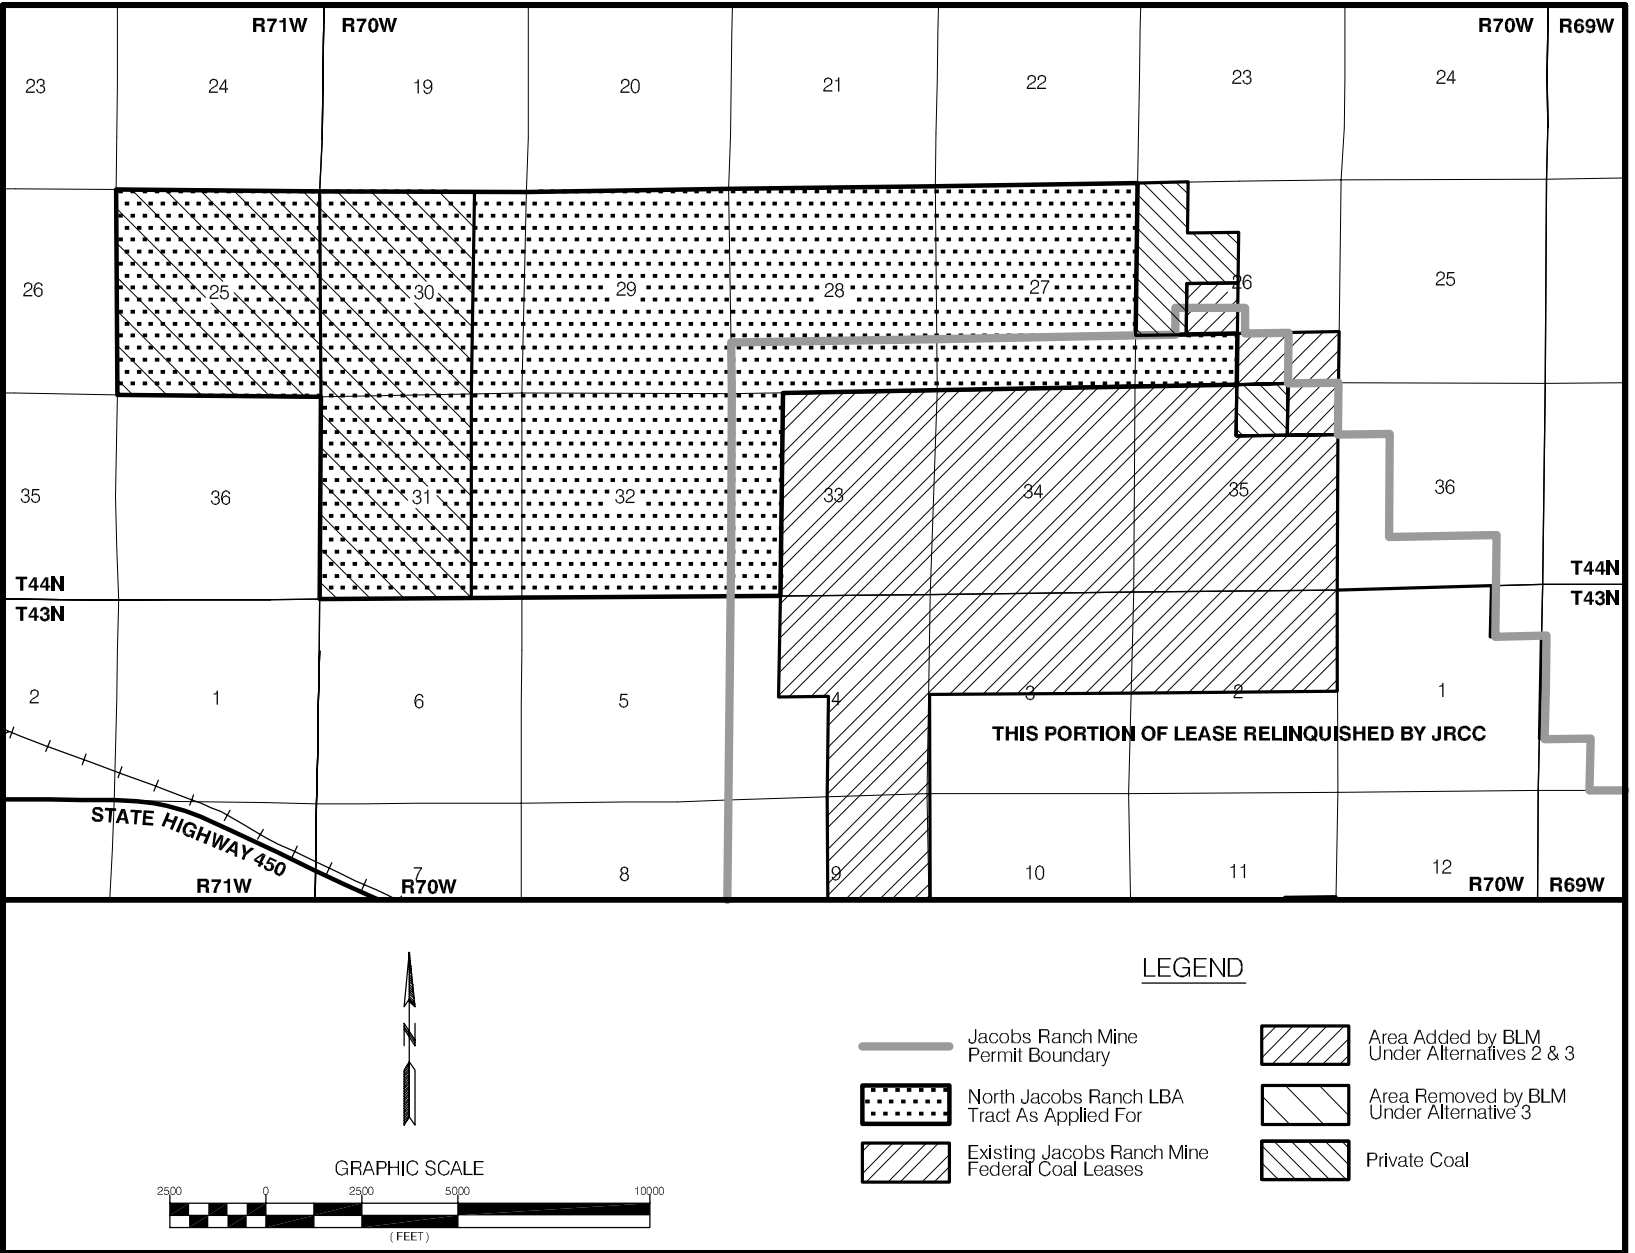 R71W R70W R70W R69W
23 24 19 20 21 22 23 24
26 25 30 29 28 27 26 25
35 36 31 32 33 34 35 36
T44N T44N
T43N T43N
2 1 6 5 4 3 2 1
THIS PORTION OF LEASE RELINQUISHED BY JRCC
STATE HIGHWAY 450
7 8 9 10 11 12
R71W R70W R70W R69W
LEGEND
Jacobs Ranch Mine
Permit Boundary
North Jacobs Ranch LBA
Tract As Applied For
Existing Jacobs Ranch Mine
Federal Coal Leases
Area Added by BLM
Under Alternatives 2 & 3
Area Removed by BLM
Under Alternative 3
Private Coal
N
GRAPHIC SCALE
2500 0 2500 5000 10000
( FEET )